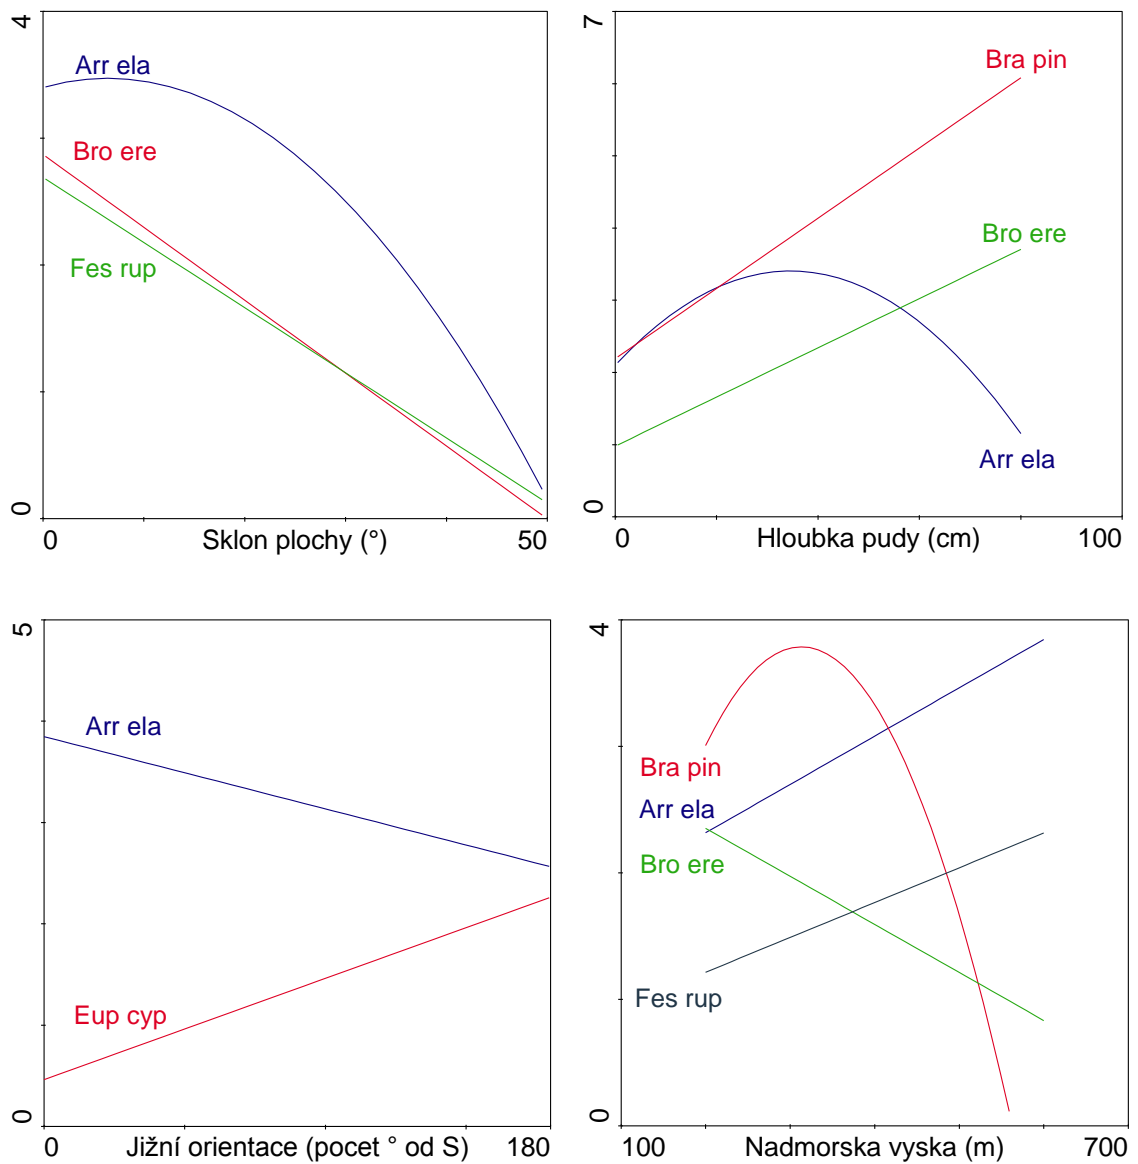 4
Arr ela
Bro ere
Fes rup
0
0
Sklon plochy (°)
50
7
Bra pin
Bro ere
Arr ela
0
0
Hloubka pudy (cm)
100
5
Arr ela
Eup cyp
0
0
Jižní orientace (pocet ° od S)
180
4
Bra pin
Arr ela
Bro ere
Fes rup
0
100
Nadmorska vyska (m)
700